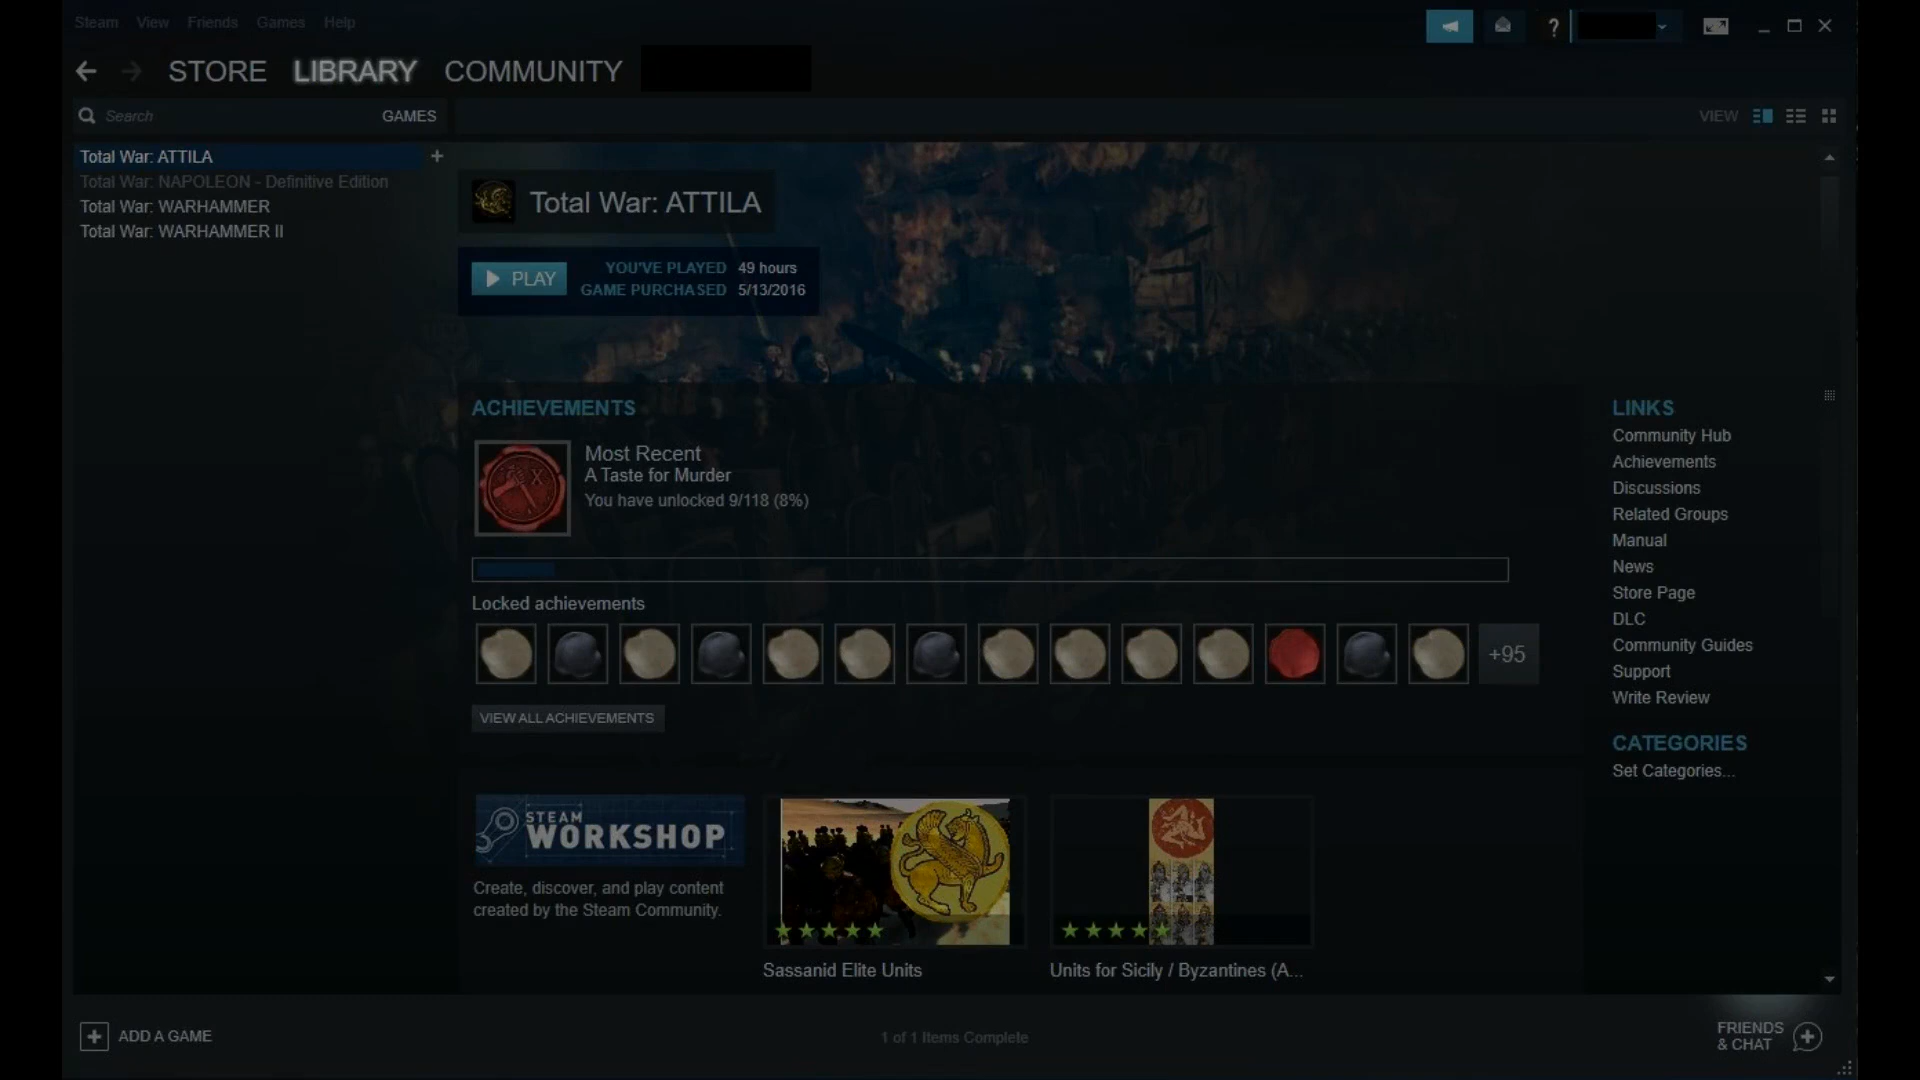 Steam View Friends Games Help
STORE LIBRARY COMMUNITY
Search GAMES
VIEW
Total War: ATTILA
Total War: NAPOLEON - Definitive Edition
Total War: WARHAMMER
Total War: WARHAMMER II
Total War: ATTILA
PLAY
YOU'VE PLAYED 49 hours
GAME PURCHASED 5/13/2016
ACHIEVEMENTS
Most Recent
A Taste for Murder
You have unlocked 9/118 (8%)
Locked achievements
+95
VIEW ALL ACHIEVEMENTS
LINKS
Community Hub
Achievements
Discussions
Related Groups
Manual
News
Store Page
DLC
Community Guides
Support
Write Review
CATEGORIES
Set Categories...
STEAM
WORKSHOP
Create, discover, and play content
created by the Steam Community.
Sassanid Elite Units
Units for Sicily / Byzantines (A...
ADD A GAME
1 of 1 Items Complete
FRIENDS
& CHAT